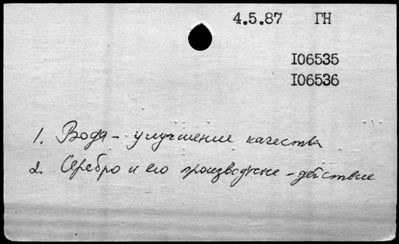 4.5.87 ГН
I06535
I06536
1. Вода - улучшение качества
2. Серебро и его производные - действие